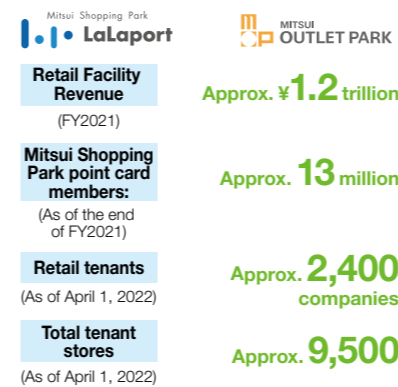 Mitsui Shopping Park
LaLaport
MITSUI
OUTLET PARK
Retail Facility
Revenue
(FY2021)
Approx. ¥1.2 trillion
Mitsui Shopping
Park point card
members:
(As of the end
of FY2021)
Approx. 13 million
Retail tenants
(As of April 1, 2022)
Approx. 2,400
companies
Total tenant
stores
(As of April 1, 2022)
Approx. 9,500